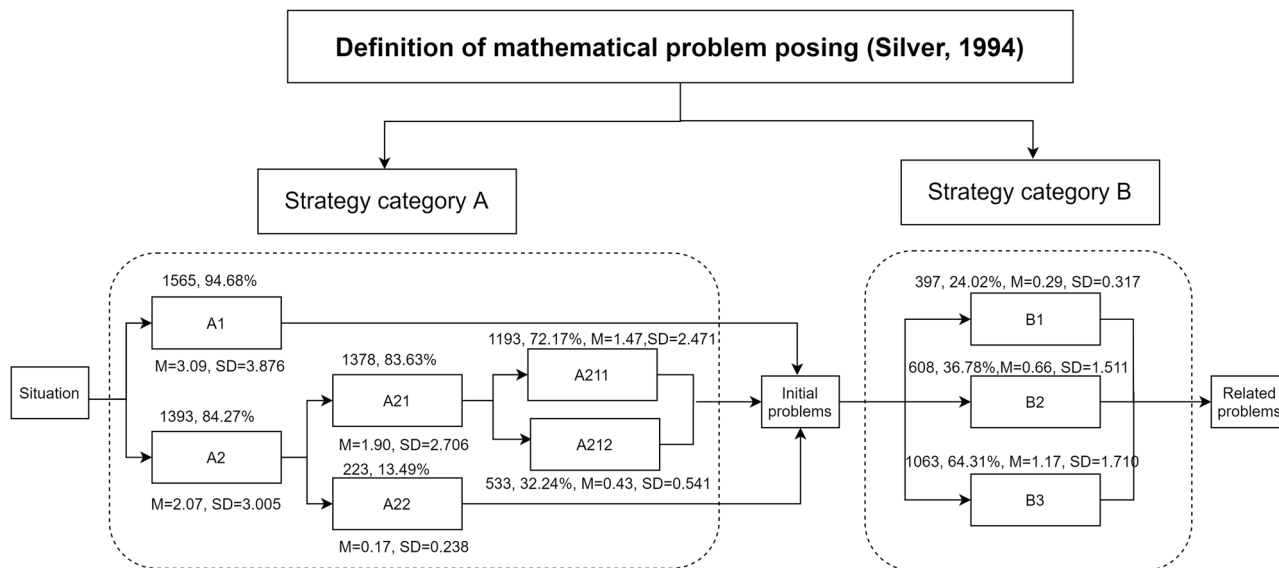 Definition of mathematical problem posing (Silver, 1994)
Strategy category A
Strategy category B
1565, 94.68%
A1
M=3.09, SD=3.876
Situation
1393, 84.27%
A2
M=2.07, SD=3.005
1378, 83.63%
A21
M=1.90, SD=2.706
223, 13.49%
A22
M=0.17, SD=0.238
1193, 72.17%, M=1.47,SD=2.471
A211
A212
533, 32.24%, M=0.43, SD=0.541
Initial
problems
397, 24.02%, M=0.29, SD=0.317
B1
608, 36.78%,M=0.66, SD=1.511
B2
1063, 64.31%, M=1.17, SD=1.710
B3
Related
problems